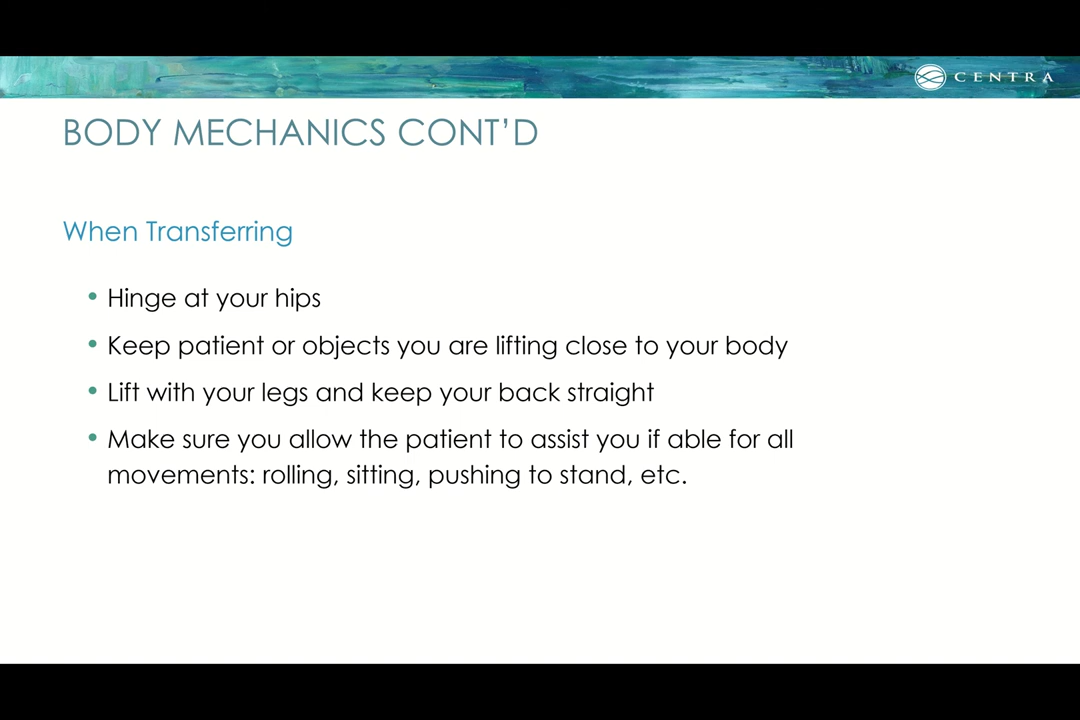 CENTRA
BODY MECHANICS CONT’D
When Transferring
• Hinge at your hips
• Keep patient or objects you are lifting close to your body
• Lift with your legs and keep your back straight
• Make sure you allow the patient to assist you if able for all
movements: rolling, sitting, pushing to stand, etc.